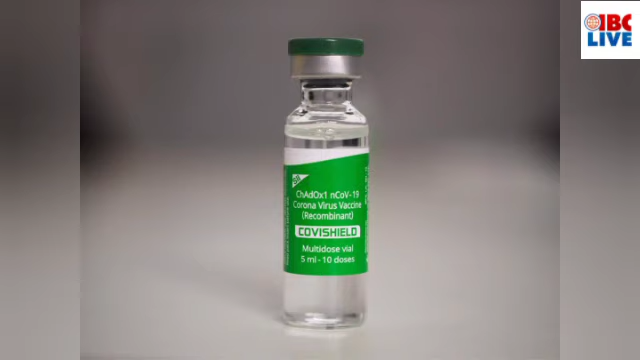 IBC
LIVE
ChAdOx1 nCoV-19
Corona Virus Vaccine
(Recombinant)
COVISHIELD
Multidose vial
5 ml - 10 doses